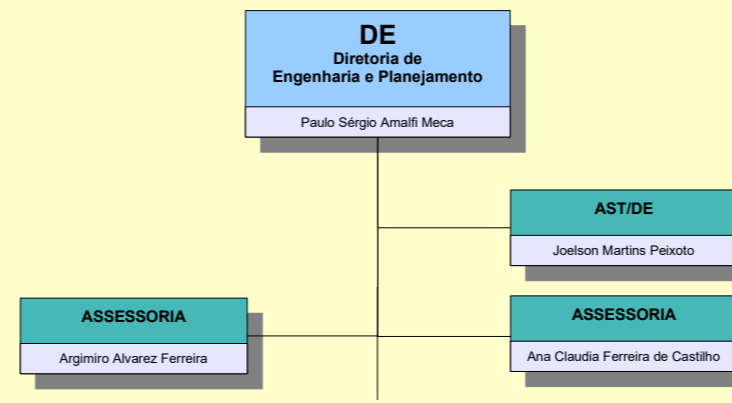 DE
Diretoria de
Engenharia e Planejamento
Paulo Sérgio Amalfi Meca
AST/DE
Joelson Martins Peixoto
ASSESSORIA
Argimiro Alvarez Ferreira
ASSESSORIA
Ana Claudia Ferreira de Castilho